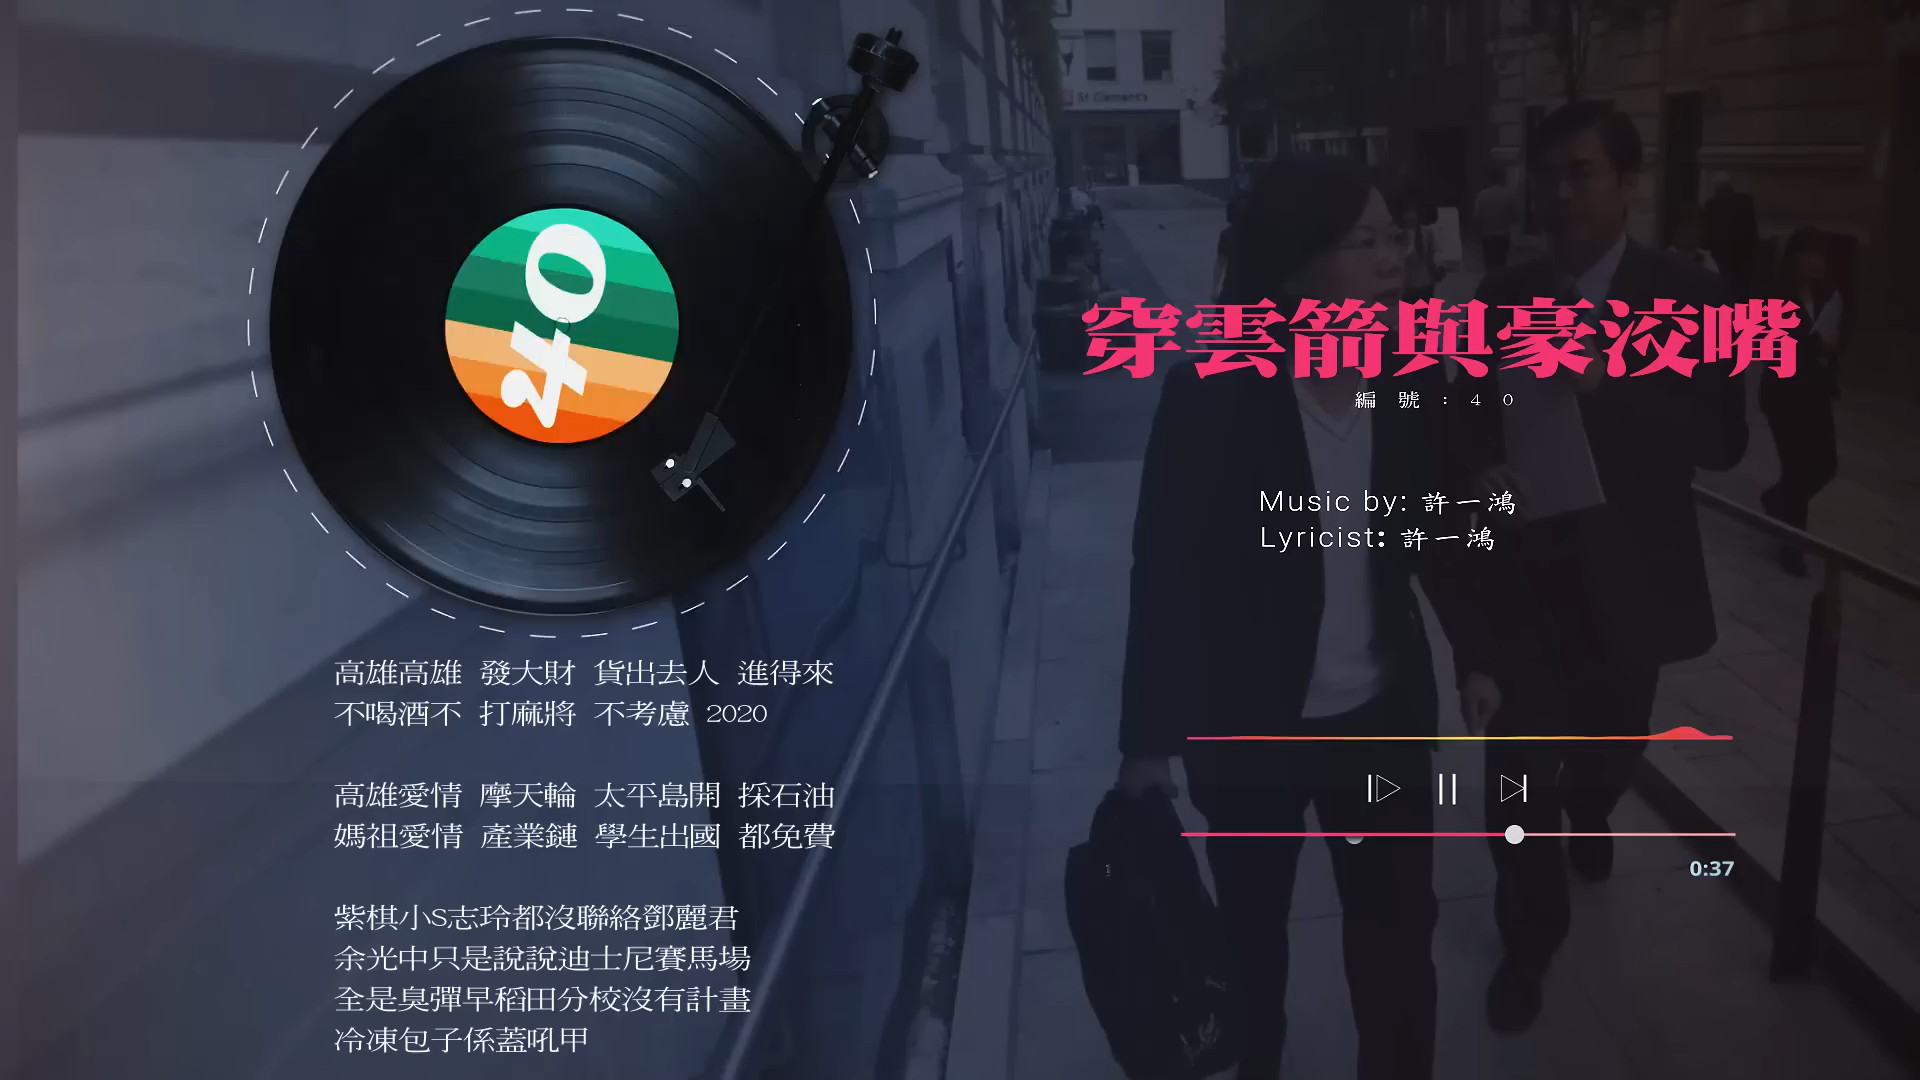 40
高雄高雄 發大財 貨出去人 進得來
不喝酒不 打麻將 不考慮 2020
高雄愛情 摩天輪 太平島開 採石油
媽祖愛情 產業鏈 學生出國 都免費
紫棋小S志玲都沒聯絡鄧麗君
余光中只是說說迪士尼賽馬場
全是臭彈早稻田分校沒有計畫
冷凍包子係蓋吼甲
St Clement's
穿雲箭與豪洨嘴
編號:40
Music by: 許一鴻
Lyricist: 許一鴻
0:37